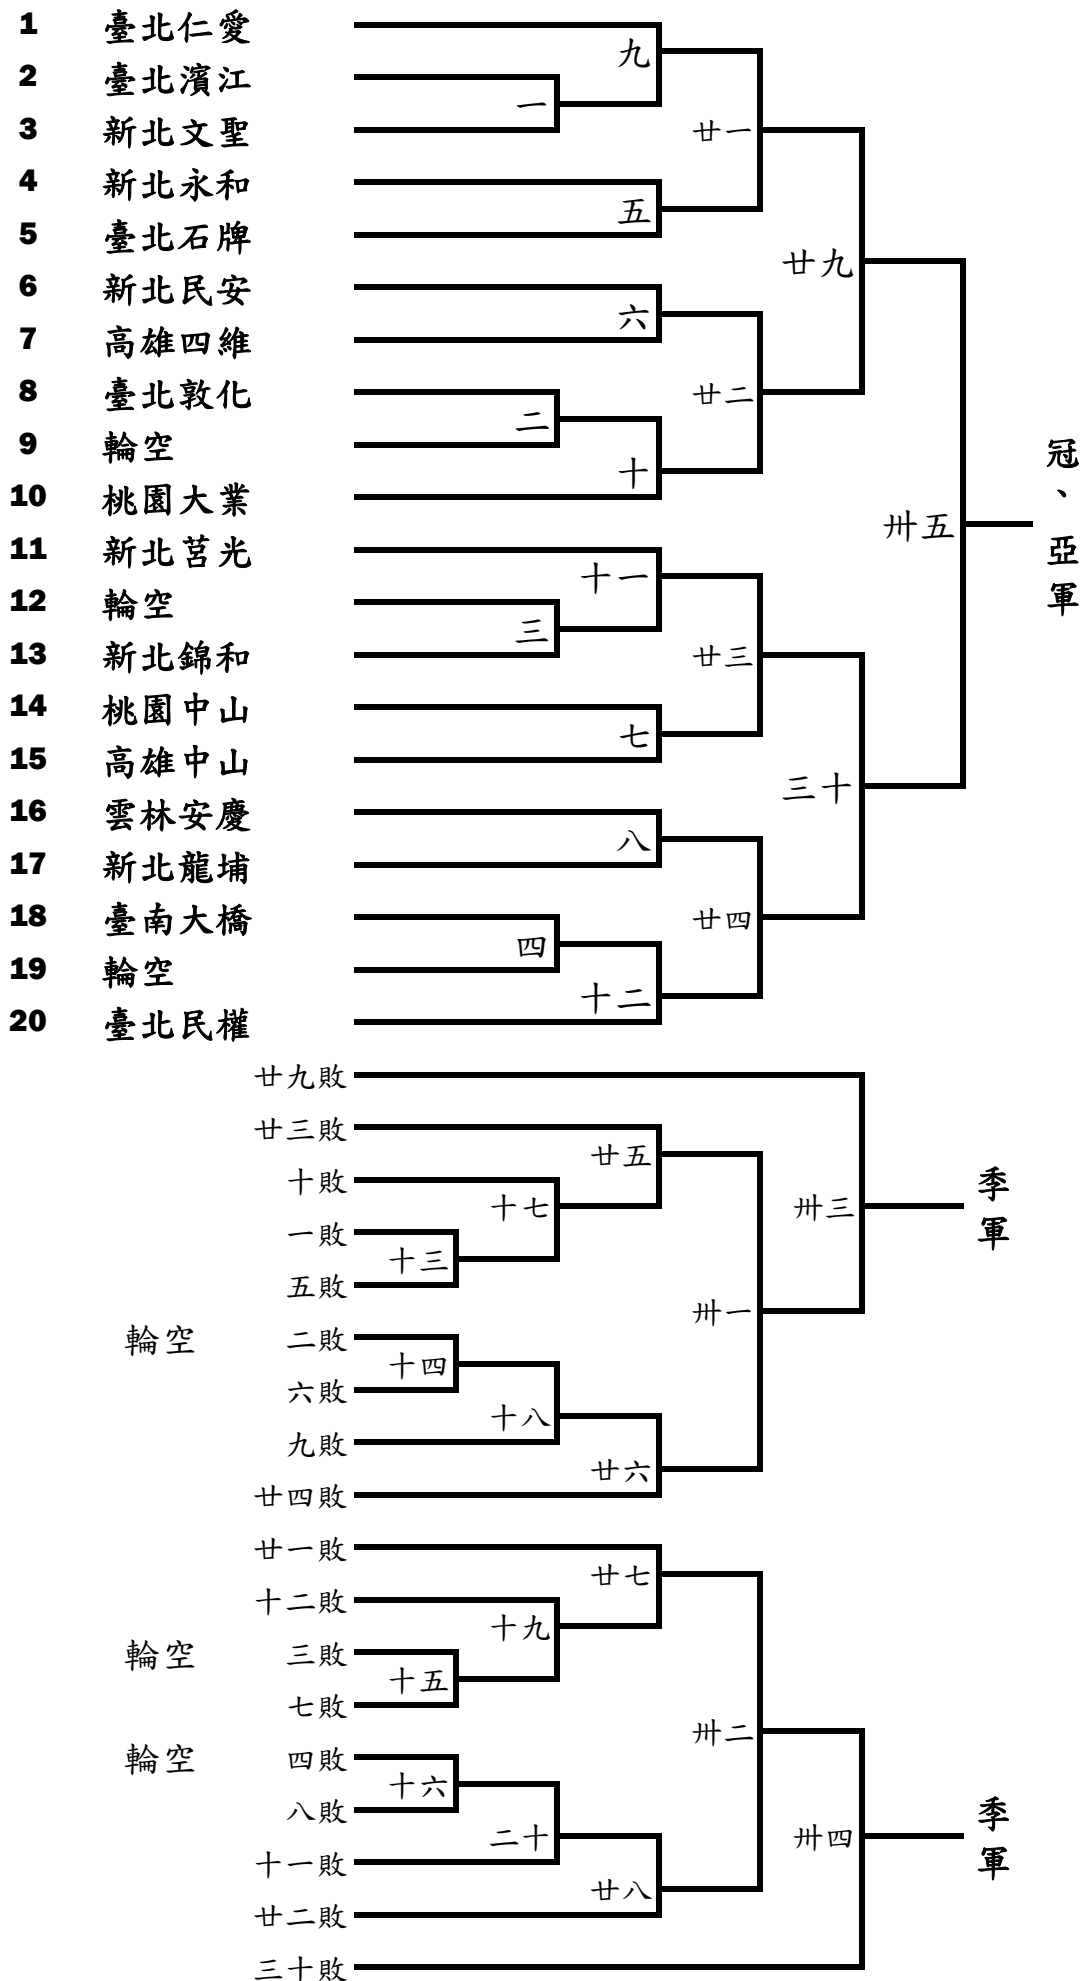 1 臺北仁愛
九
2 臺北濱江
一
3 新北文聖
廿一
4 新北永和
五
5 臺北石牌
廿九
6 新北民安
六
7 高雄四維
8 臺北敦化
廿二
二
9 輪空
十
10 桃園大業
冠、亞軍
卅五
11 新北莒光
十一
12 輪空
三
13 新北錦和
廿三
14 桃園中山
七
15 高雄中山
三十
16 雲林安慶
八
17 新北龍埔
18 臺南大橋
廿四
四
19 輪空
十二
20 臺北民權
廿九敗
廿三敗
廿五
十敗
十七
卅三
季軍
一敗
十三
五敗
卅一
輪空 二敗
十四
六敗
十八
九敗
廿六
廿四敗
廿一敗
廿七
十二敗
十九
輪空 三敗
十五
七敗
卅二
輪空 四敗
十六
八敗
二十
卅四
季軍
十一敗
廿八
廿二敗
三十敗